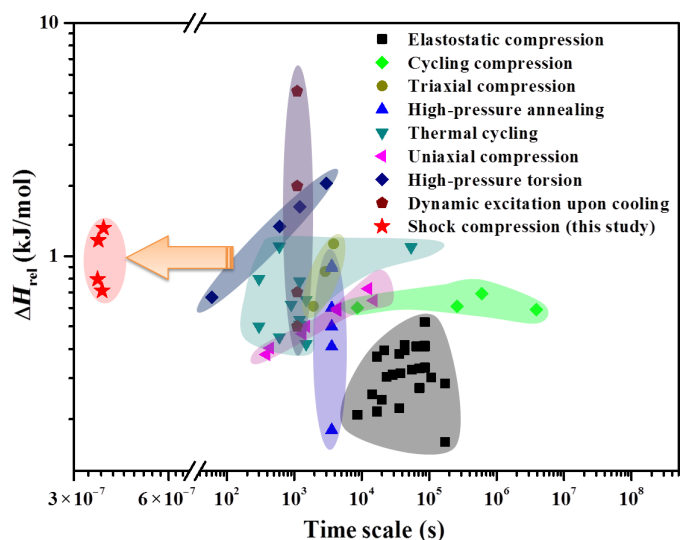 10
Elastostatic compression
Cycling compression
Triaxial compression
High-pressure annealing
Thermal cycling
Uniaxial compression
High-pressure torsion
Dynamic excitation upon cooling
Shock compression (this study)
ΔH_rel (kJ/mol)
1
3×10⁻⁷ 6×10⁻⁷ 10² 10³ 10⁴ 10⁵ 10⁶ 10⁷ 10⁸
Time scale (s)